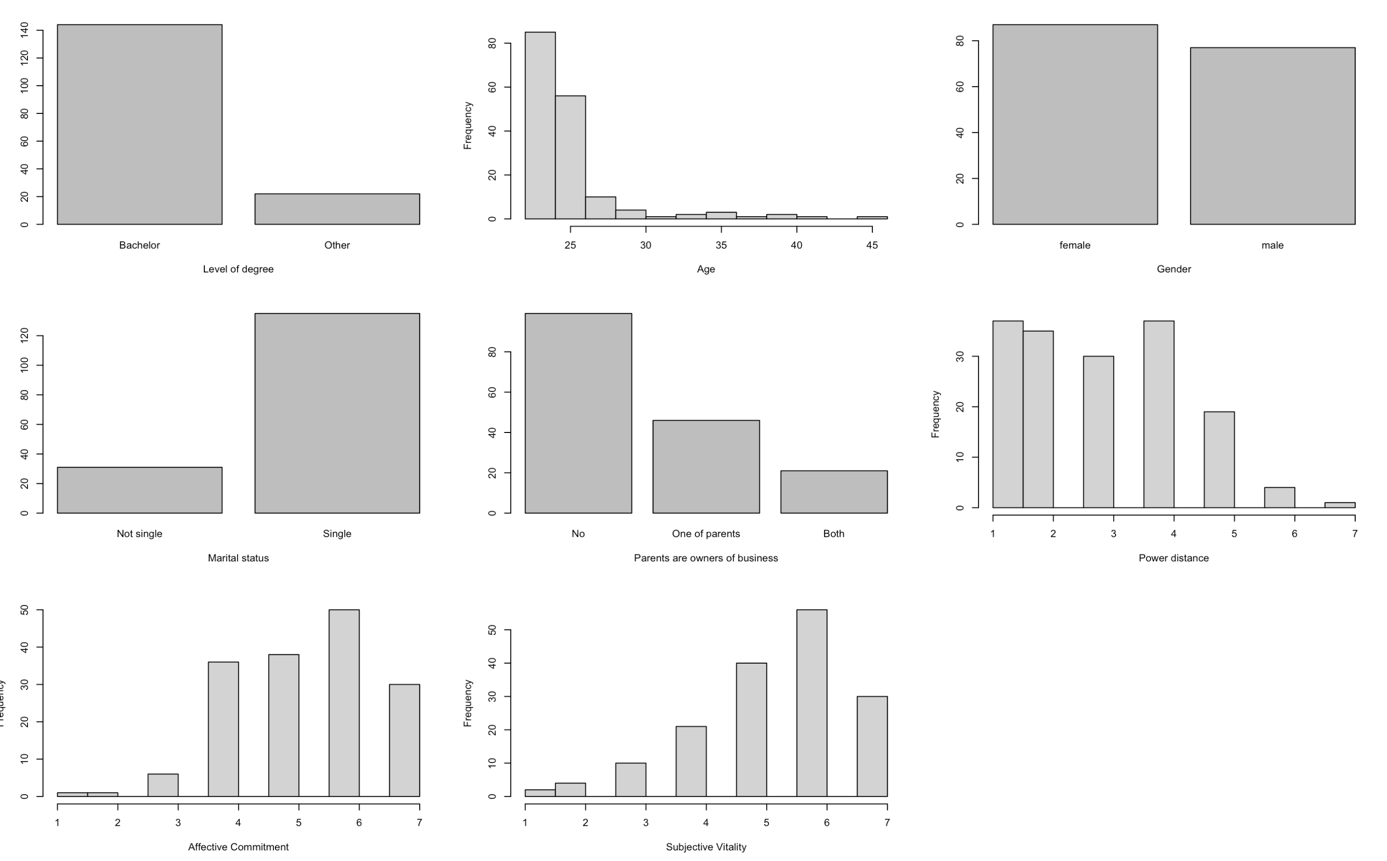 0 20 40 60 80 100 120 140
Bachelor Other
Level of degree
Frequency
0 20 40 60 80
25 30 35 40 45
Age
0 20 40 60 80
female male
Gender
0 20 40 60 80 100 120
Not single Single
Marital status
0 20 40 60 80
No One of parents Both
Parents are owners of business
Frequency
0 10 20 30
1 2 3 4 5 6 7
Power distance
Frequency
0 10 20 30 40 50
1 2 3 4 5 6 7
Affective Commitment
Frequency
0 10 20 30 40 50
1 2 3 4 5 6 7
Subjective Vitality